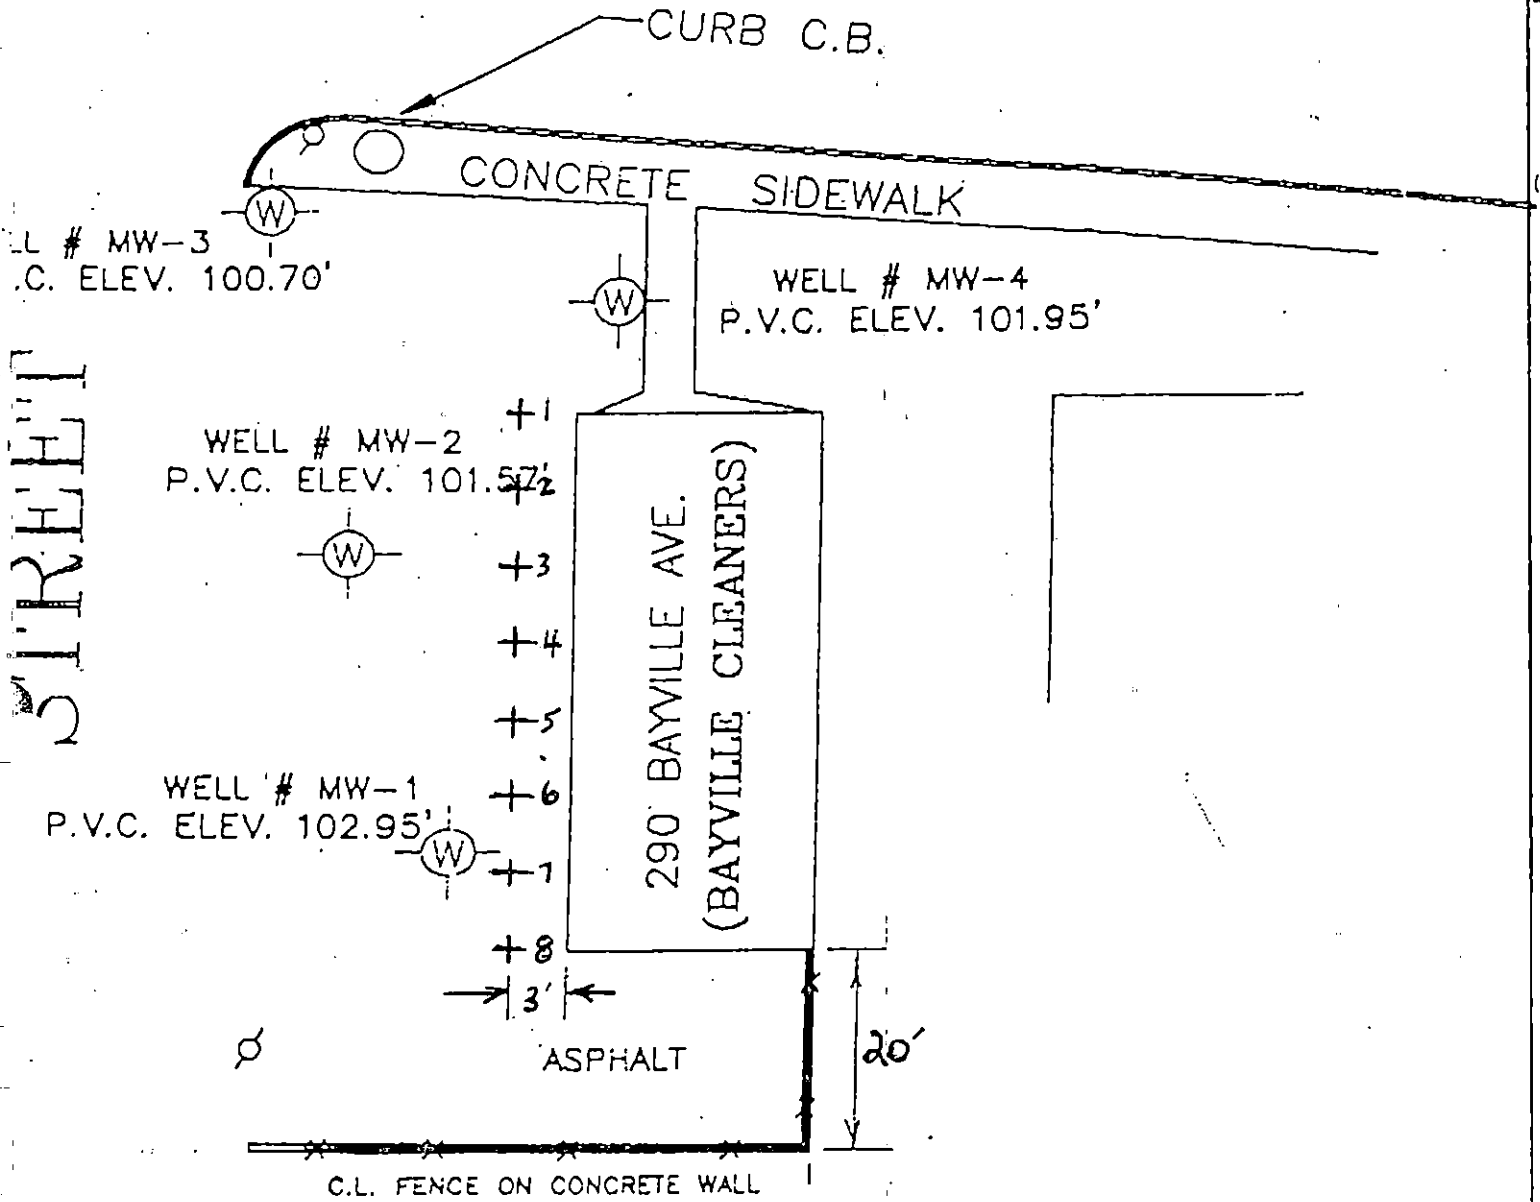 CURB C.B.
CONCRETE SIDEWALK
W
# MW-3
.C. ELEV. 100.70'
W
WELL # MW-4
P.V.C. ELEV. 101.95'
STREET
1
WELL # MW-2
P.V.C. ELEV. 101.57'
2
W
3
4
5
290 BAYVILLE AVE.
(BAYVILLE CLEANERS)
WELL # MW-1
P.V.C. ELEV. 102.95'
6
W
7
8
3'
ASPHALT
20'
C.L. FENCE ON CONCRETE WALL